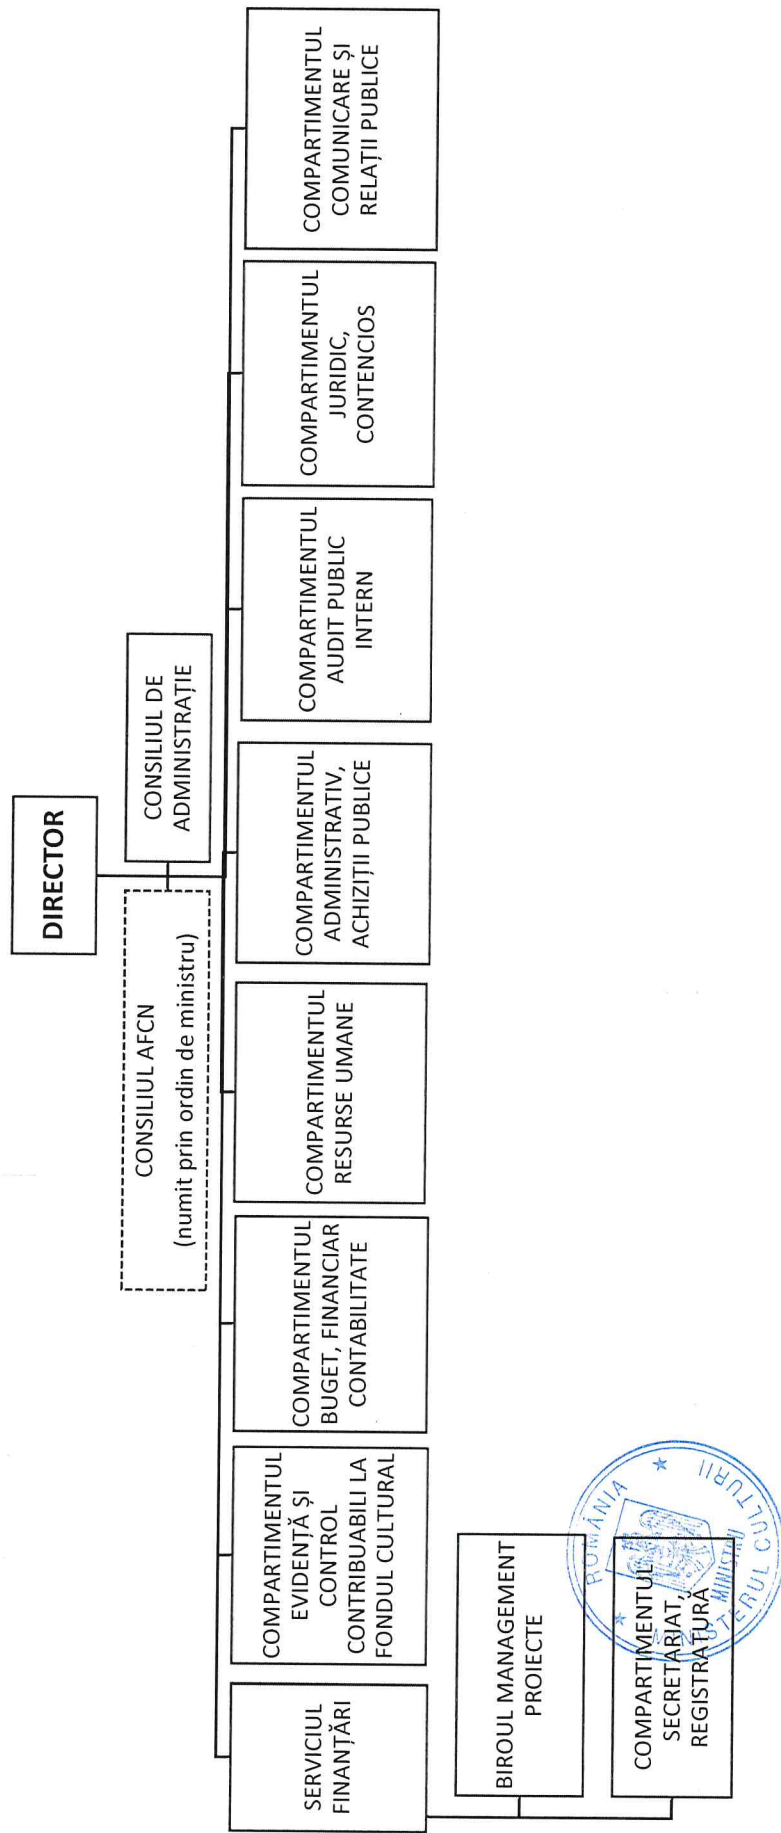 DIRECTOR
CONSILIUL AFCN
(numit prin ordin de ministru)
CONSILIUL DE
ADMINISTRAȚIE
SERVICIUL
FINANȚĂRI
COMPARTIMENTUL
EVIDENȚĂ ȘI
CONTROL
CONTRIBUABILI LA
FONDUL CULTURAL
COMPARTIMENTUL
BUGET, FINANCIAR
CONTABILITATE
COMPARTIMENTUL
RESURSE UMANE
COMPARTIMENTUL
ADMINISTRATIV,
ACHIZIȚII PUBLICE
COMPARTIMENTUL
AUDIT PUBLIC
INTERN
COMPARTIMENTUL
JURIDIC,
CONTENCIOS
COMPARTIMENTUL
COMUNICARE ȘI
RELAȚII PUBLICE
BIROUL MANAGEMENT
PROIECTE
COMPARTIMENTUL
SECRETARIAT,
REGISTRATURĂ
ROMÂNIA
MINISTERUL CULTURII
MINISTRU